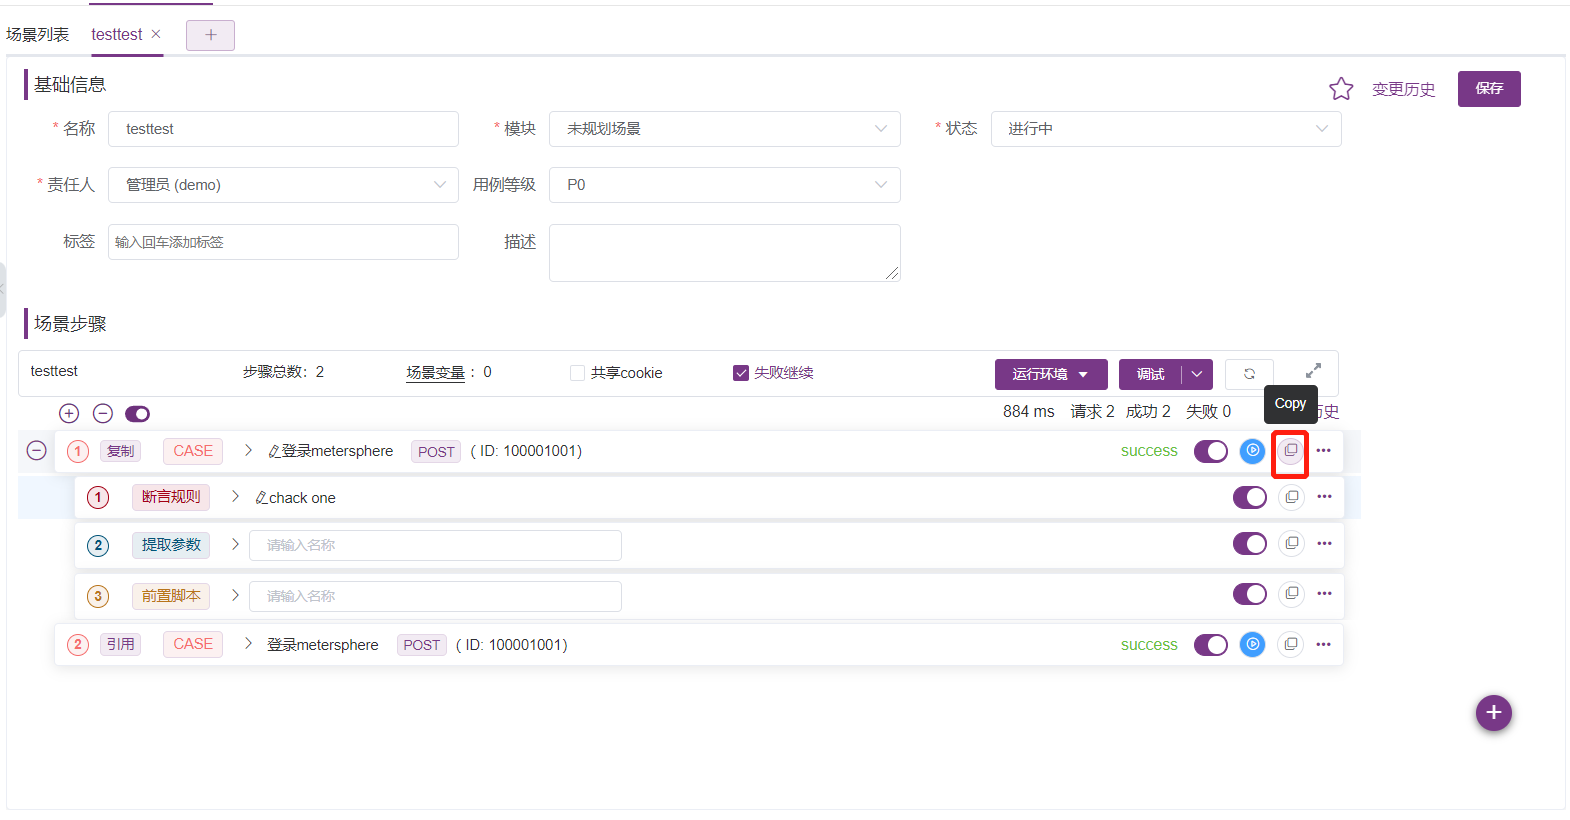 场景列表 testtest × +
基础信息
变更历史 保存
* 名称 testtest * 模块 未规划场景 * 状态 进行中
* 责任人 管理员 (demo) 用例等级 P0
标签 输入回车添加标签 描述
场景步骤
testtest 步骤总数：2 场景变量 ：0 共享cookie 失败继续 运行环境 调试
Copy
884 ms 请求 2 成功 2 失败 0 历史
1 复制 CASE 登录metersphere POST ( ID: 100001001) success
1 断言规则 chack one
2 提取参数 请输入名称
3 前置脚本 请输入名称
2 引用 CASE 登录metersphere POST ( ID: 100001001) success